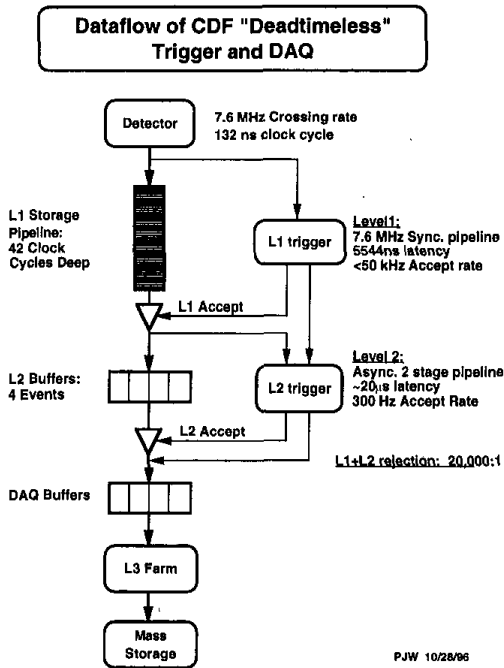 Dataflow of CDF "Deadtimeless"
Trigger and DAQ
Detector
7.6 MHz Crossing rate
132 ns clock cycle
L1 Storage
Pipeline:
42 Clock
Cycles Deep
L1 trigger
Level1:
7.6 MHz Sync. pipeline
5544ns latency
<50 kHz Accept rate
L1 Accept
L2 Buffers:
4 Events
L2 trigger
Level 2:
Async. 2 stage pipeline
~20µs latency
300 Hz Accept Rate
L2 Accept
L1+L2 rejection: 20,000:1
DAQ Buffers
L3 Farm
Mass
Storage
PJW 10/28/96